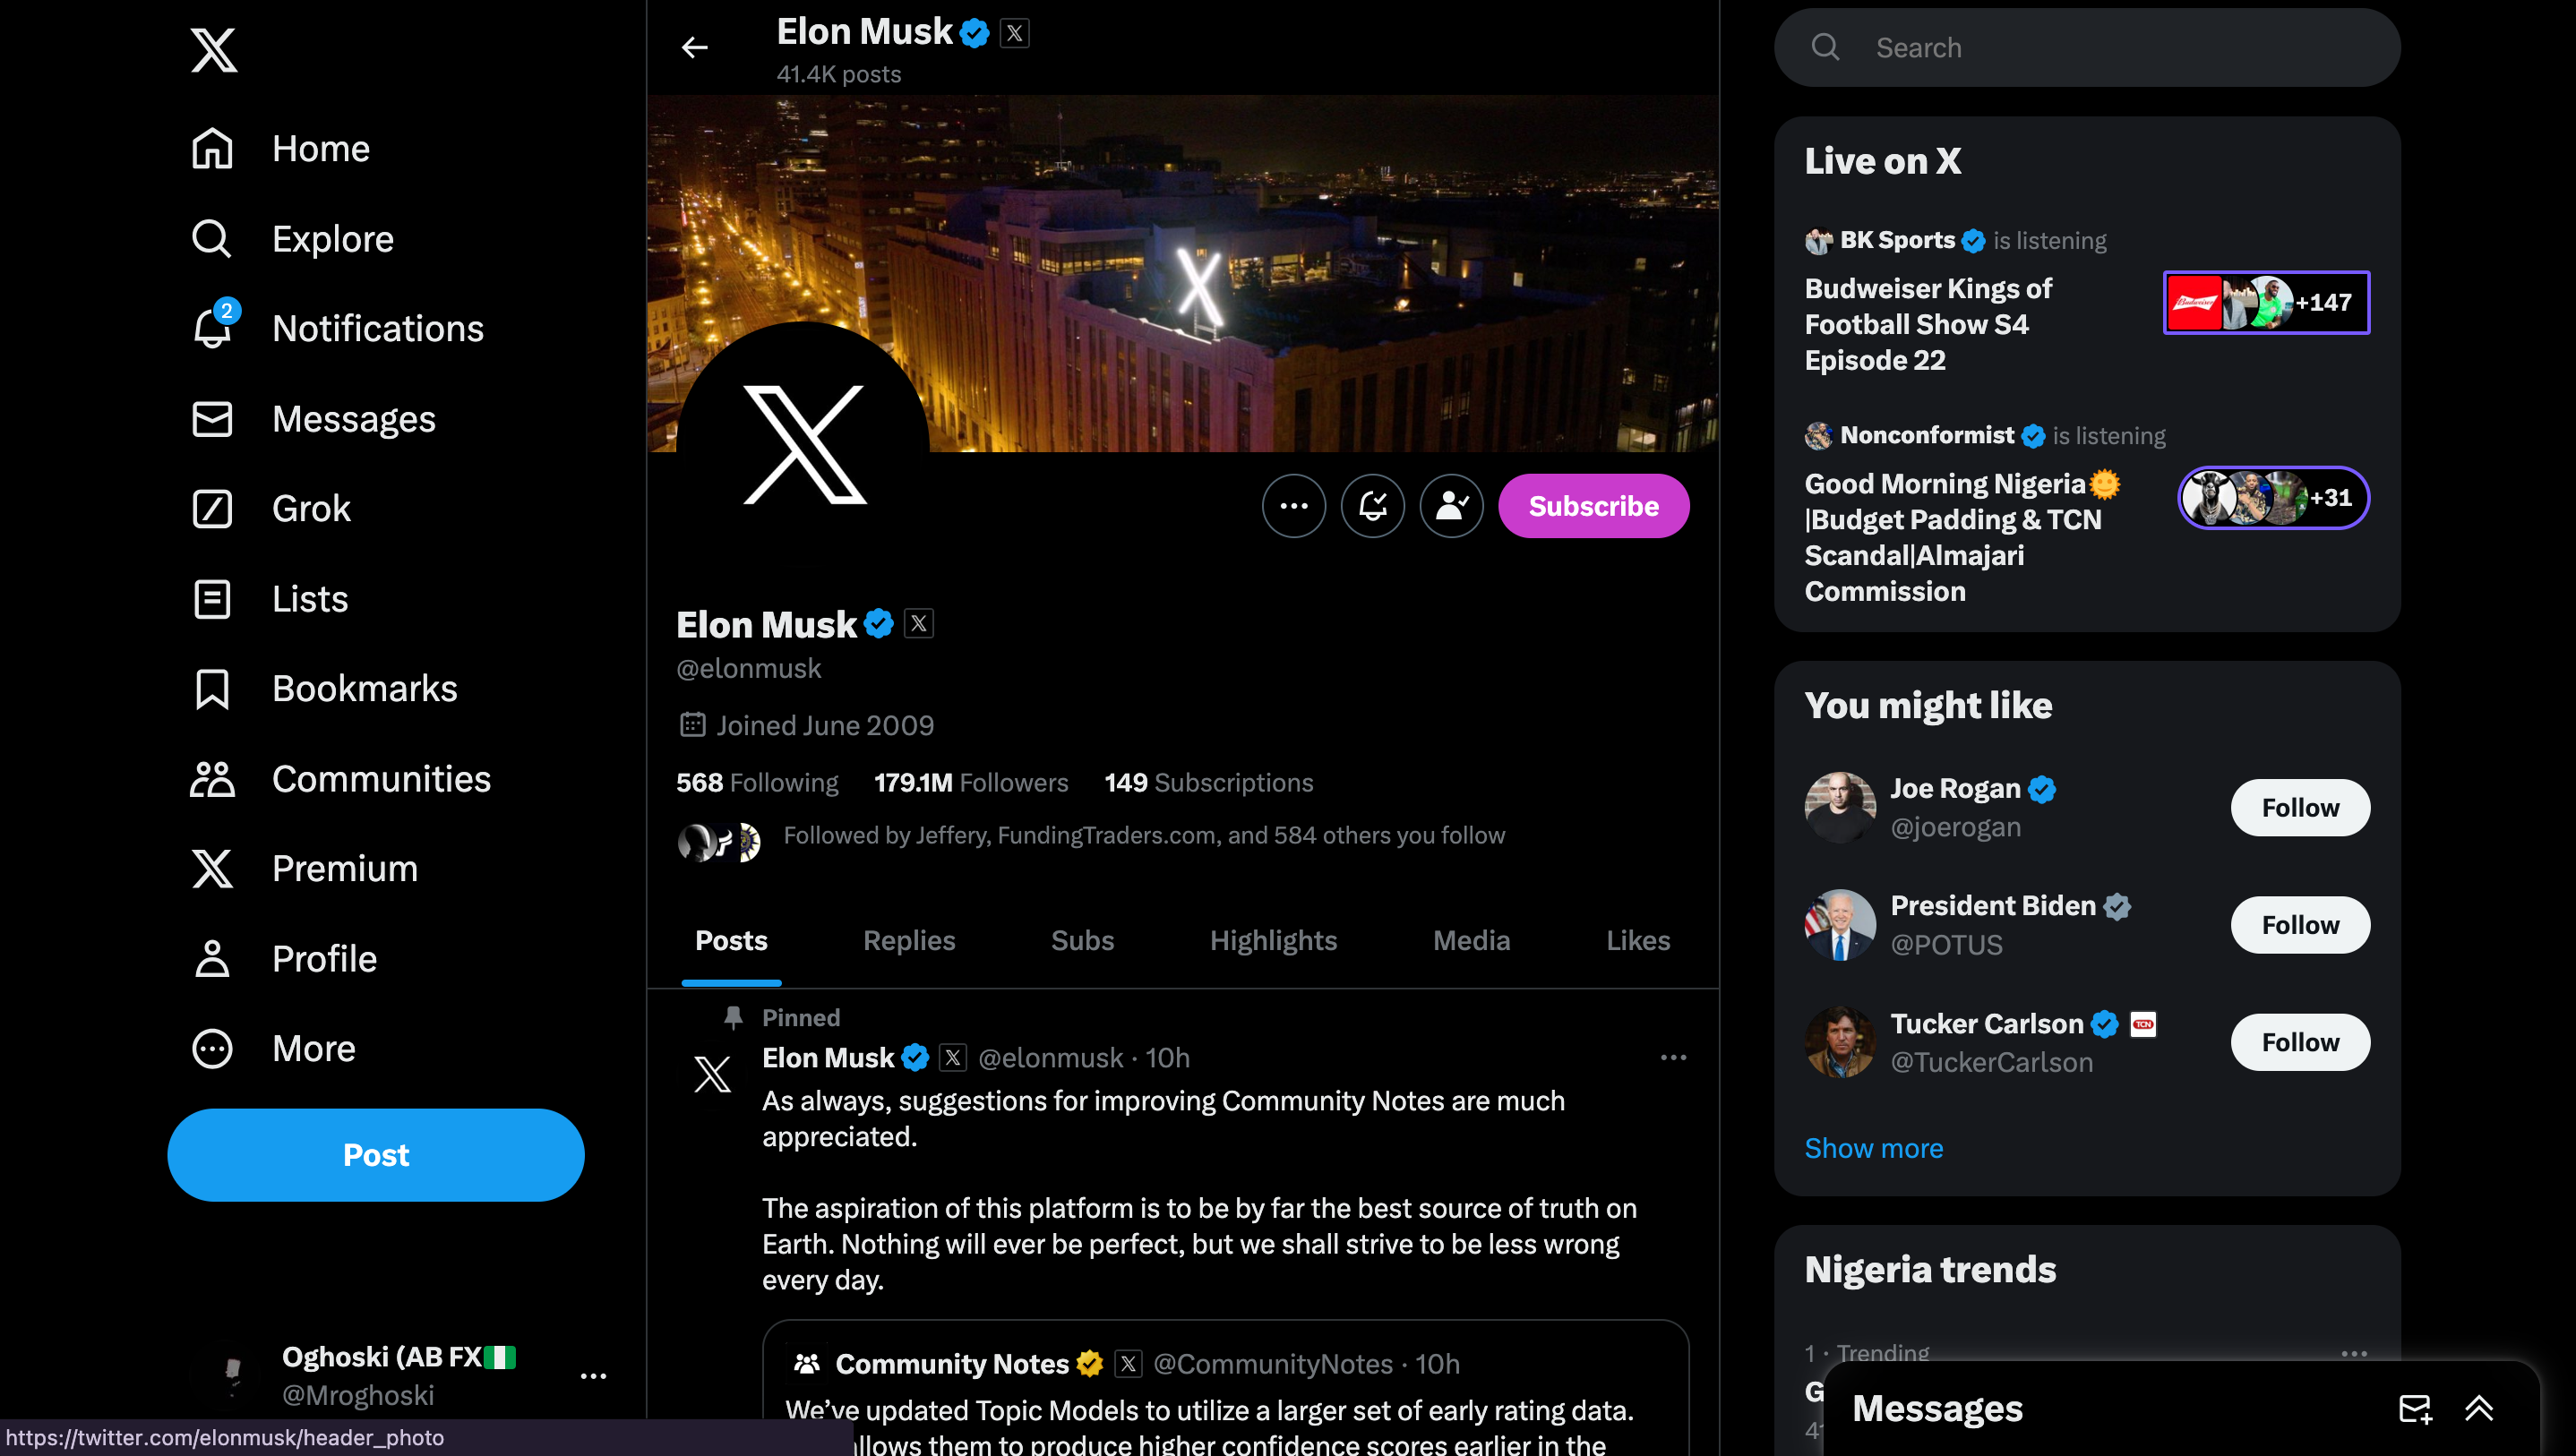 Home
Explore
2
Notifications
Messages
Grok
Lists
Bookmarks
Communities
Premium
Profile
More
Post
Oghoski (AB FX🇳🇬
@Mroghoski
https://twitter.com/elonmusk/header_photo
Elon Musk
41.4K posts
Subscribe
Elon Musk
@elonmusk
Joined June 2009
568 Following 179.1M Followers 149 Subscriptions
Followed by Jeffery, FundingTraders.com, and 584 others you follow
Posts Replies Subs Highlights Media Likes
Pinned
Elon Musk @elonmusk · 10h
As always, suggestions for improving Community Notes are much
appreciated.
The aspiration of this platform is to be by far the best source of truth on
Earth. Nothing will ever be perfect, but we shall strive to be less wrong
every day.
Community Notes @CommunityNotes · 10h
We've updated Topic Models to utilize a larger set of early rating data.
allows them to produce higher confidence scores earlier in the
Search
Live on X
BK Sports is listening
Budweiser Kings of
Football Show S4
Episode 22
Budweiser
+147
Nonconformist is listening
Good Morning Nigeria🌞
|Budget Padding & TCN
Scandal|Almajari
Commission
+31
You might like
Joe Rogan
@joerogan
Follow
President Biden
@POTUS
Follow
Tucker Carlson TCN
@TuckerCarlson
Follow
Show more
Nigeria trends
1 · Trending
Messages